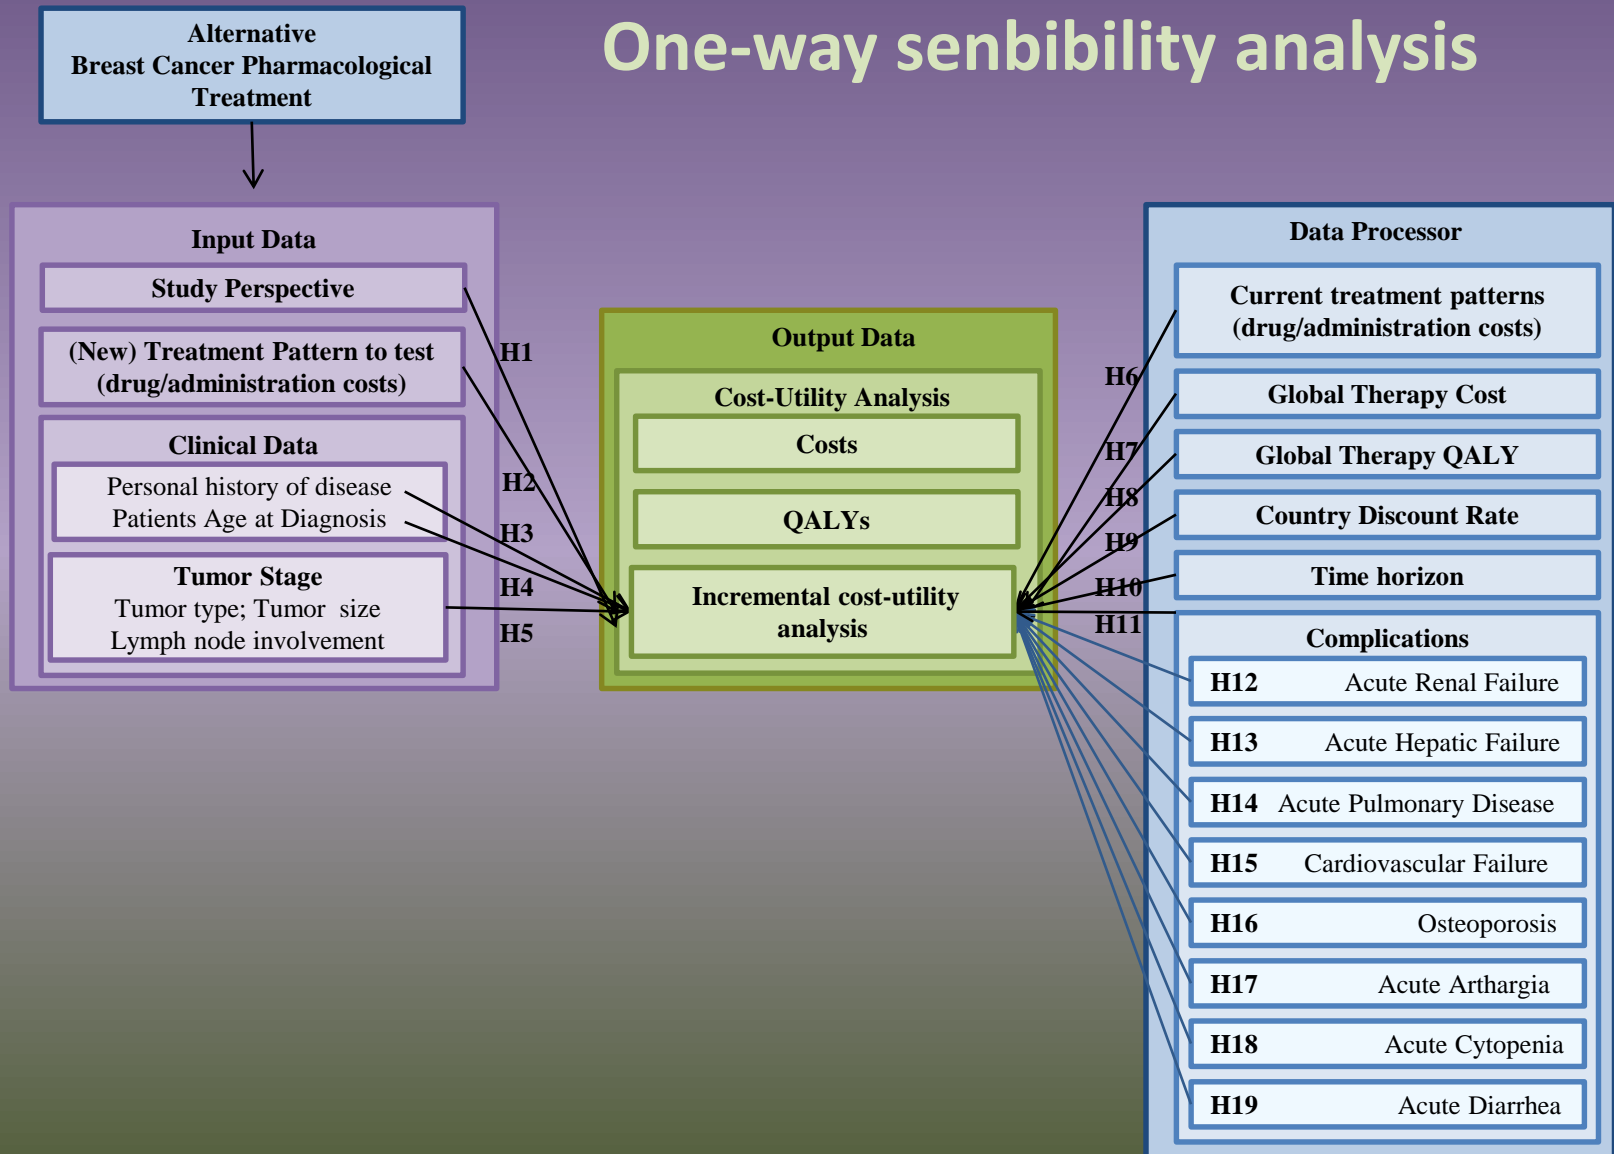 One-way senbibility analysis
Alternative
Breast Cancer Pharmacological
Treatment
Input Data
Study Perspective
(New) Treatment Pattern to test
(drug/administration costs)
Clinical Data
Personal history of disease
Patients Age at Diagnosis
Tumor Stage
Tumor type; Tumor size
Lymph node involvement
H1
H2
H3
H4
H5
Output Data
Cost-Utility Analysis
Costs
QALYs
Incremental cost-utility
analysis
H6
H7
H8
H9
H10
H11
Data Processor
Current treatment patterns
(drug/administration costs)
Global Therapy Cost
Global Therapy QALY
Country Discount Rate
Time horizon
Complications
H12 Acute Renal Failure
H13 Acute Hepatic Failure
H14 Acute Pulmonary Disease
H15 Cardiovascular Failure
H16 Osteoporosis
H17 Acute Arthargia
H18 Acute Cytopenia
H19 Acute Diarrhea